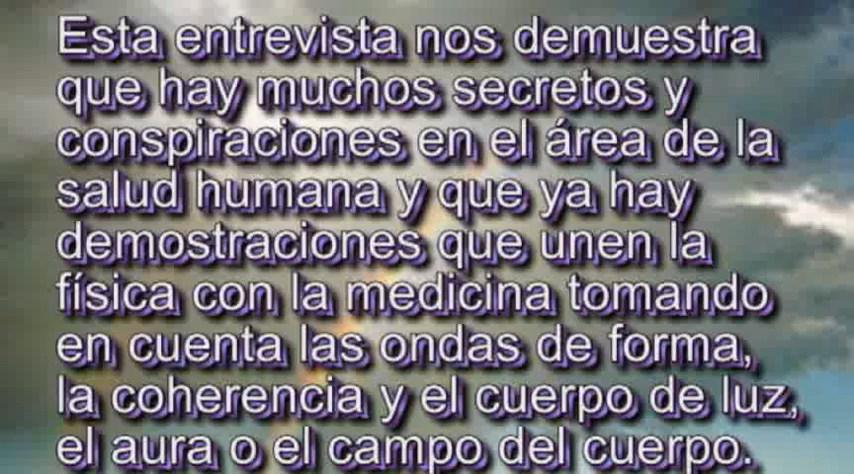 Esta entrevista nos demuestra
que hay muchos secretos y
conspiraciones en el área de la
salud humana y que ya hay
demostraciones que unen la
física con la medicina tomando
en cuenta las ondas de forma,
la coherencia y el cuerpo de luz,
el aura o el campo del cuerpo.